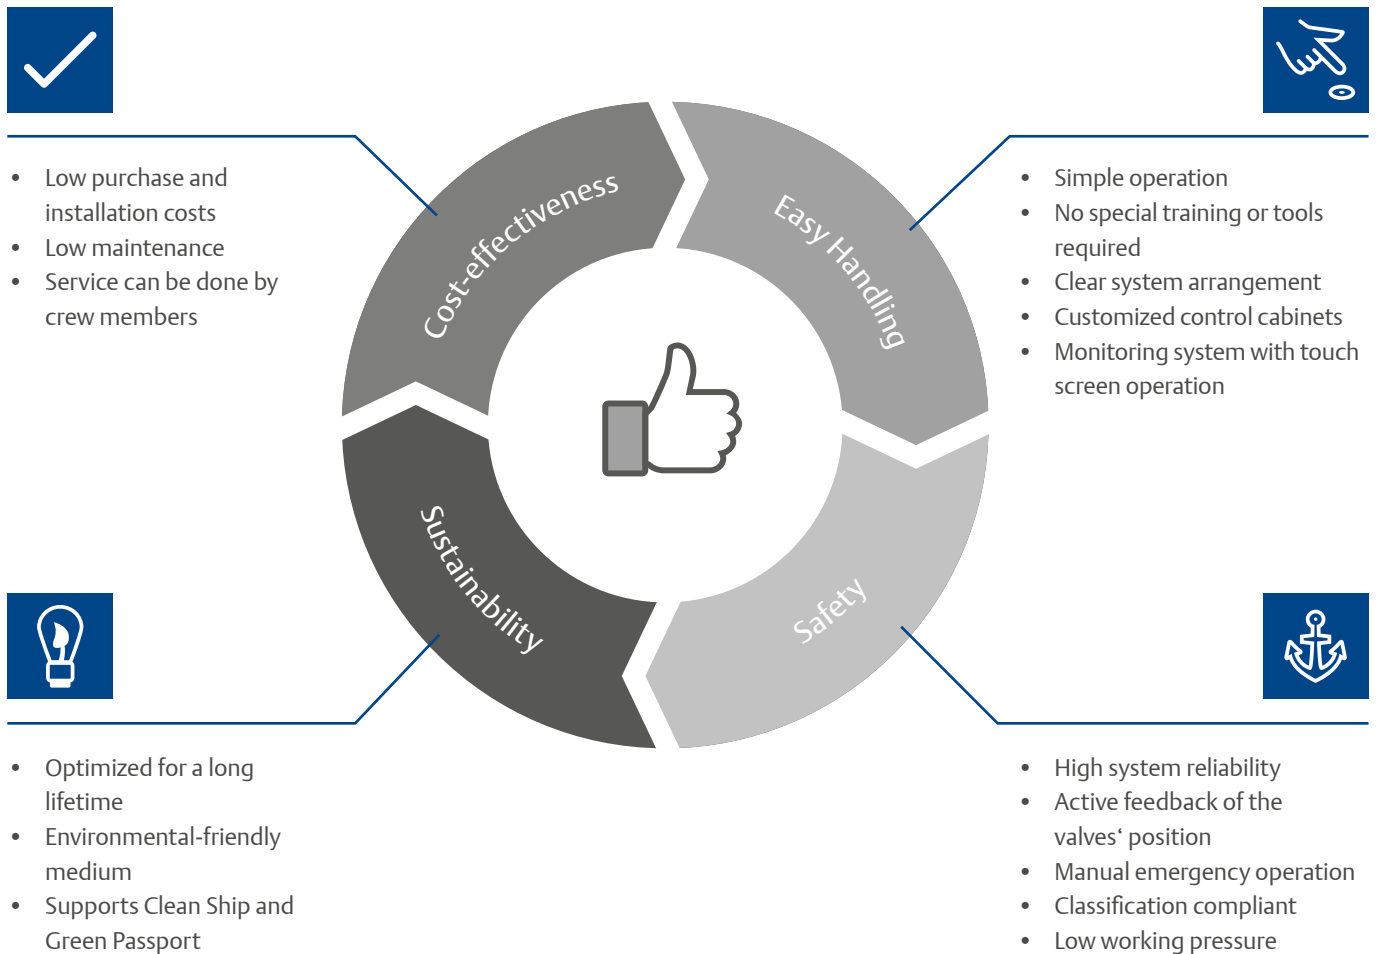 Cost-effectiveness
• Low purchase and
installation costs
• Low maintenance
• Service can be done by
crew members
Easy Handling
• Simple operation
• No special training or tools
required
• Clear system arrangement
• Customized control cabinets
• Monitoring system with touch
screen operation
Sustainability
• Optimized for a long
lifetime
• Environmental-friendly
medium
• Supports Clean Ship and
Green Passport
Safety
• High system reliability
• Active feedback of the
valves‘ position
• Manual emergency operation
• Classification compliant
• Low working pressure